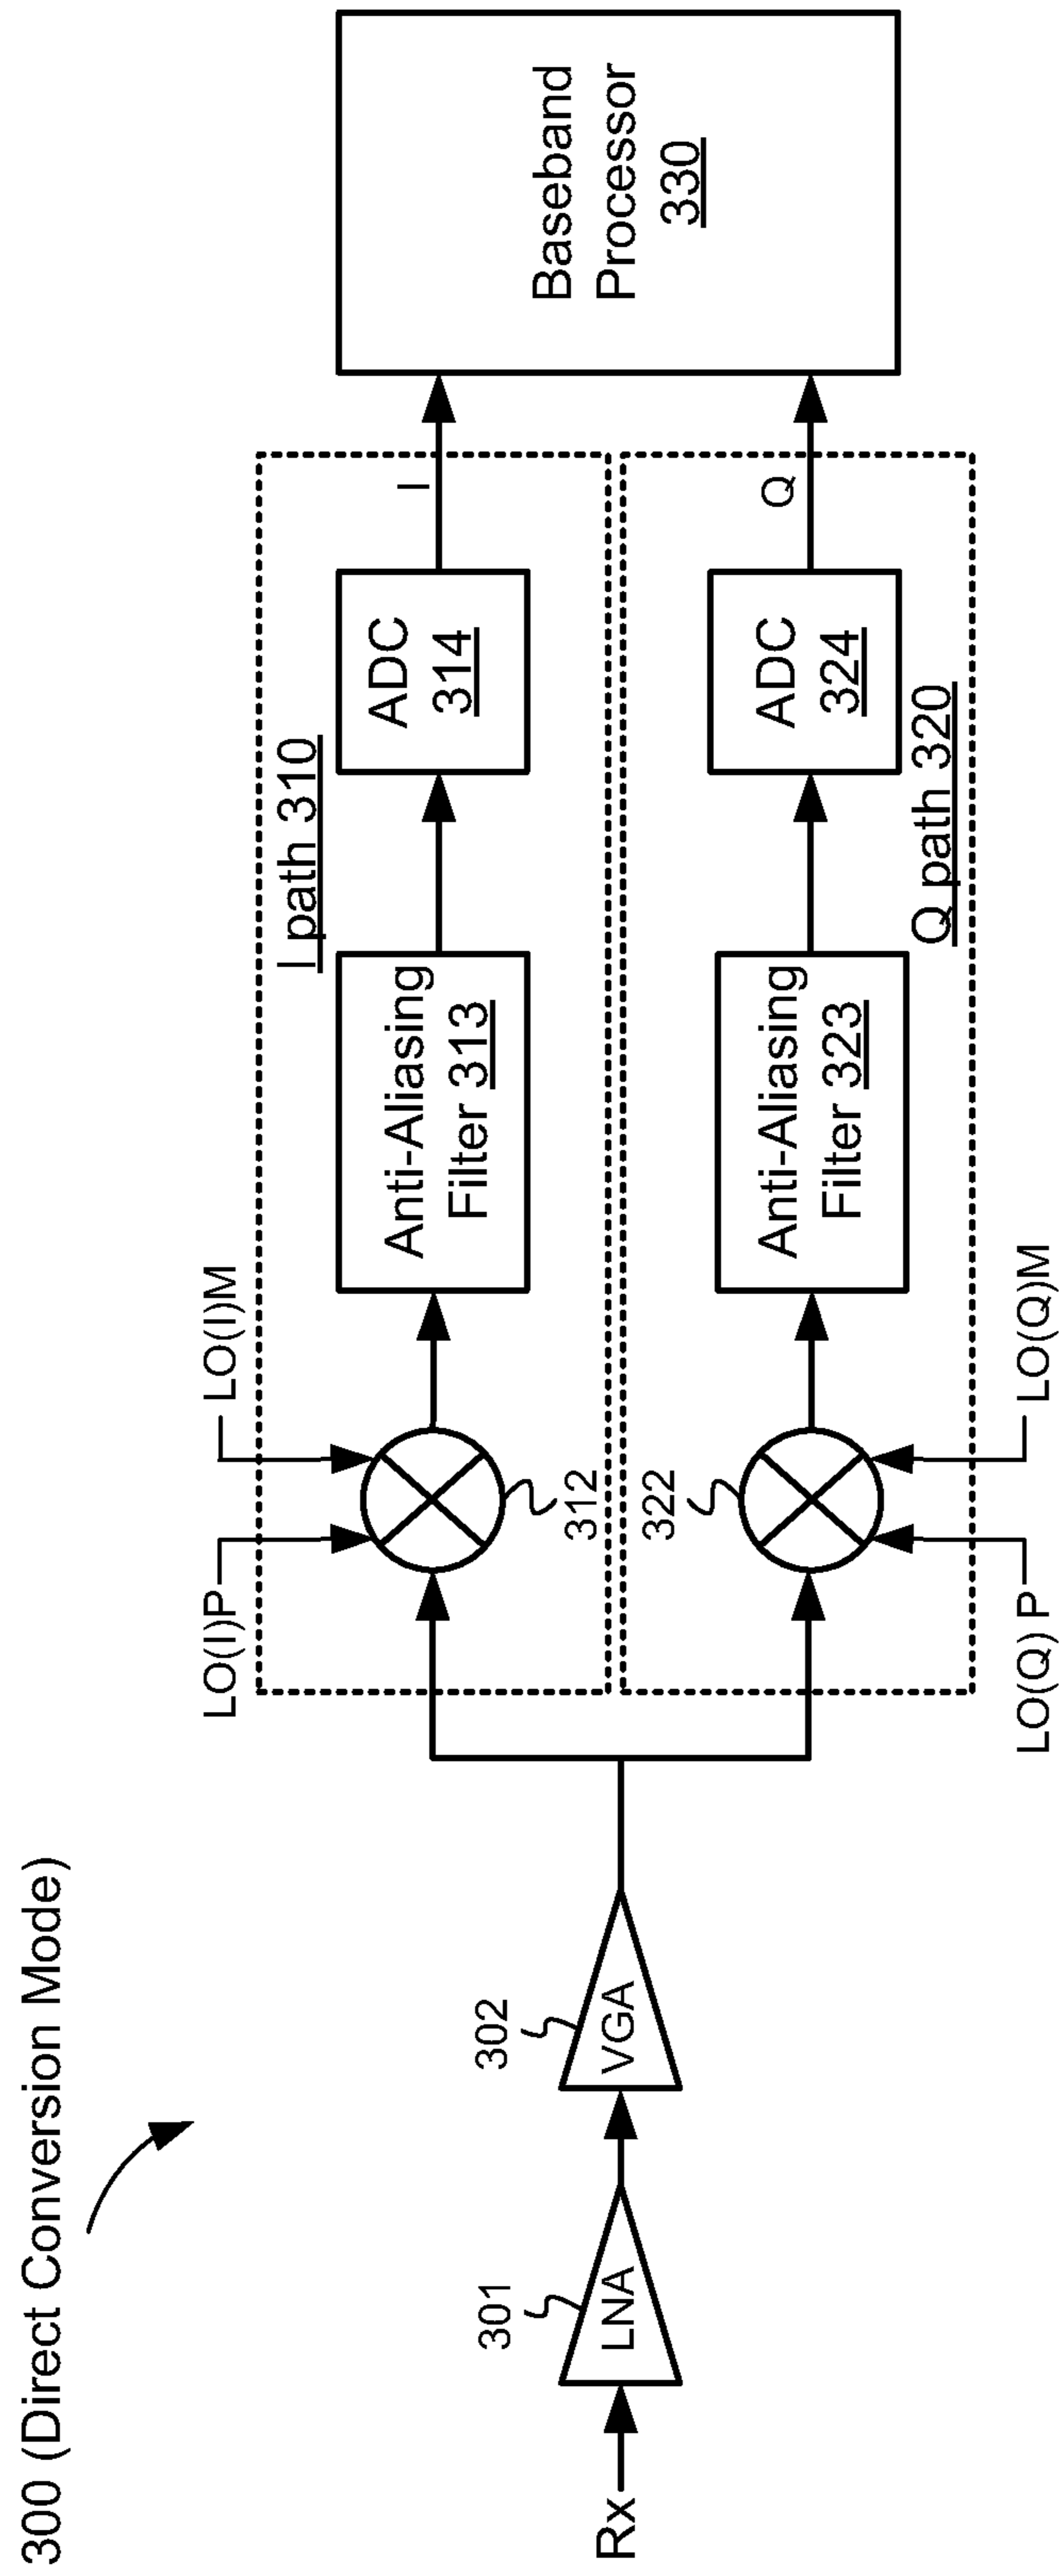 300 (Direct Conversion Mode)
Rx
301
LNA
302
VGA
LO(I)P
LO(I)M
312
I path 310
Anti-Aliasing
Filter 313
ADC
314
I
322
LO(Q) P
LO(Q)M
Anti-Aliasing
Filter 323
ADC
324
Q path 320
Q
Baseband
Processor
330